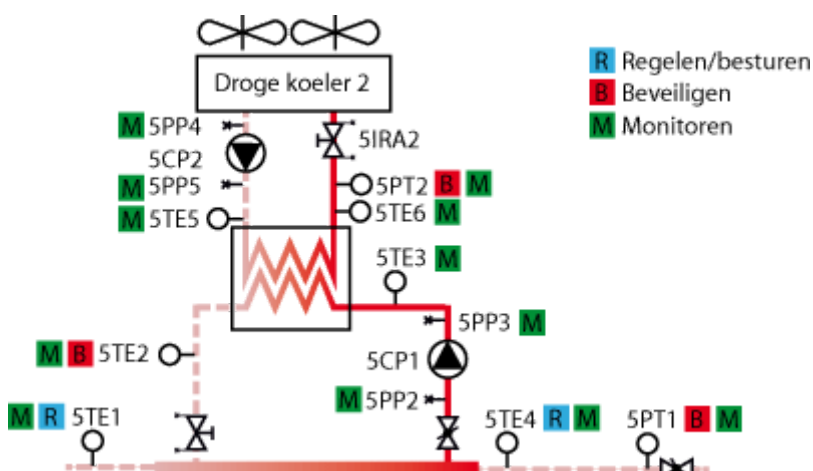 Droge koeler 2
R Regelen/besturen
B Beveiligen
M Monitoren
M 5PP4
5IRA2
5CP2
M 5PP5
5PT2 B M
M 5TE5
5TE6 M
5TE3 M
5PP3 M
M B 5TE2
5CP1
M 5PP2
M R 5TE1
5TE4 R M
5PT1 B M